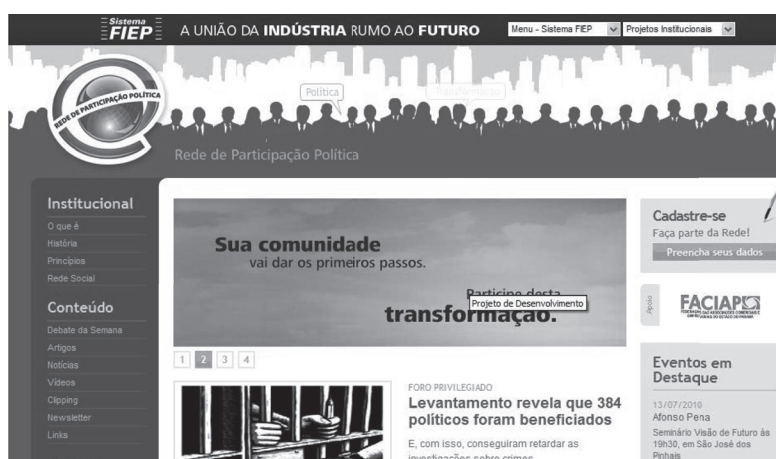 Sistema
FIEP
A UNIÃO DA INDÚSTRIA RUMO AO FUTURO
Menu - Sistema FIEP
Projetos Institucionais
REDE DE PARTICIPAÇÃO POLÍTICA
Política
Transformação
Rede de Participação Política
Institucional
O que é
História
Princípios
Rede Social
Conteúdo
Debate da Semana
Artigos
Notícias
Vídeos
Clipping
Newsletter
Links
Sua comunidade
vai dar os primeiros passos.
Participe desta
Projeto de Desenvolvimento
transformação.
1 2 3 4
FORO PRIVILEGIADO
Levantamento revela que 384
políticos foram beneficiados
E, com isso, conseguiram retardar as
investigações sobre crimes
Cadastre-se
Faça parte da Rede!
Preencha seus dados
Apoio
FACIAP
Eventos em
Destaque
13/07/2010
Afonso Pena
Seminário Visão de Futuro às
19h30, em São José dos
Pinhais